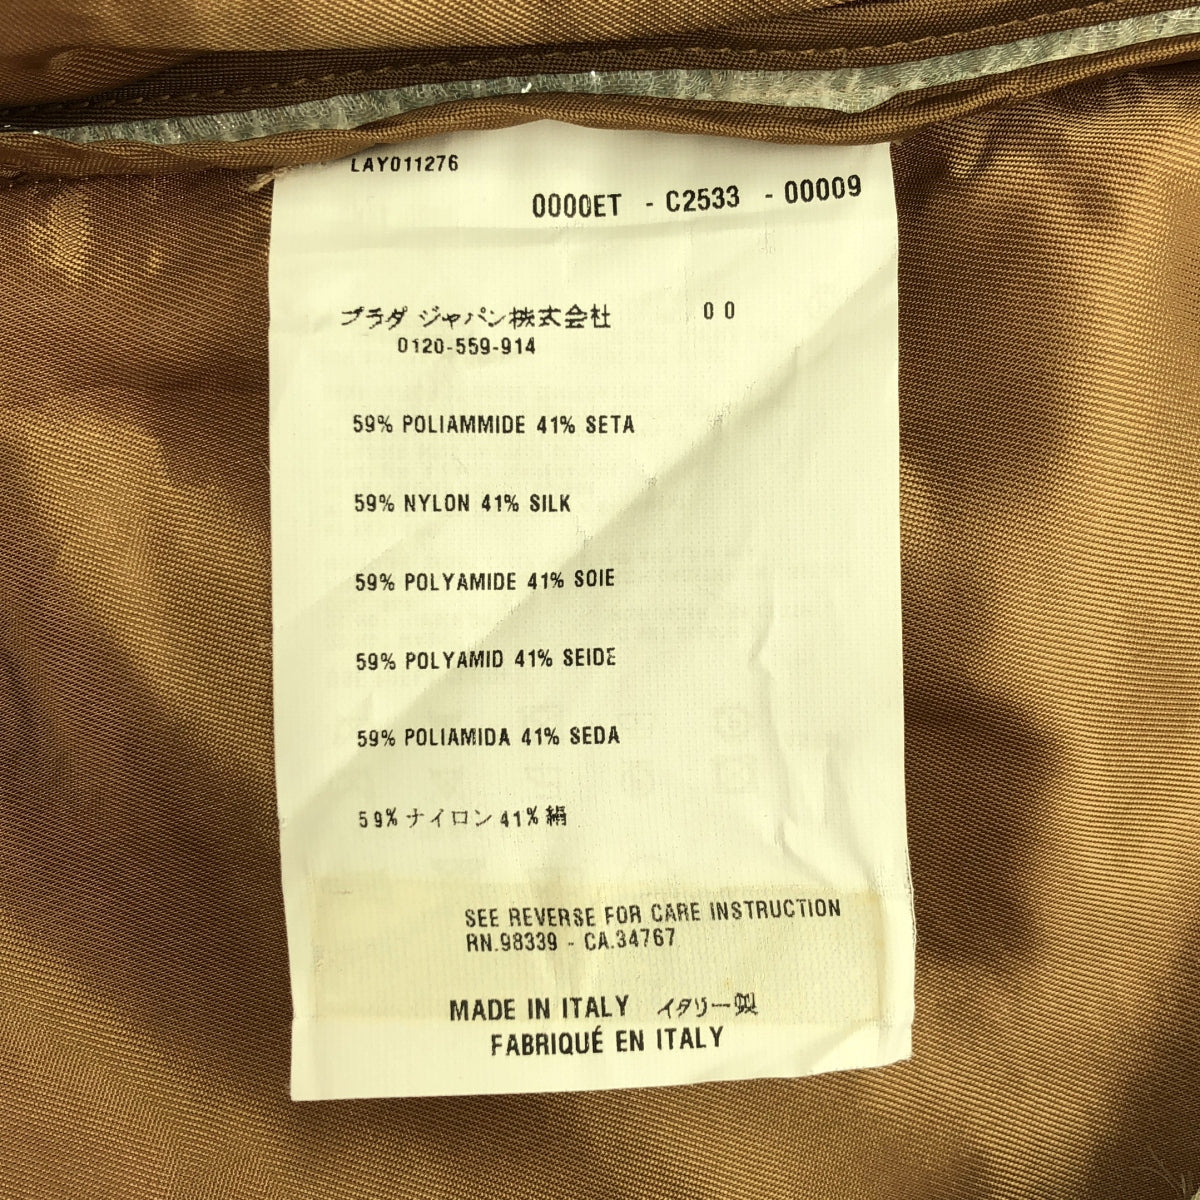 LAY011276
0000ET - C2533 - 00009
プラダ ジャパン株式会社 00
0120-559-914
59% POLIAMMIDE 41% SETA
59% NYLON 41% SILK
59% POLYAMIDE 41% SOIE
59% POLYAMID 41% SEIDE
59% POLIAMIDA 41% SEDA
59% ナイロン 41% 絹
SEE REVERSE FOR CARE INSTRUCTION
RN.98339 - CA.34767
MADE IN ITALY イタリー製
FABRIQUÉ EN ITALY